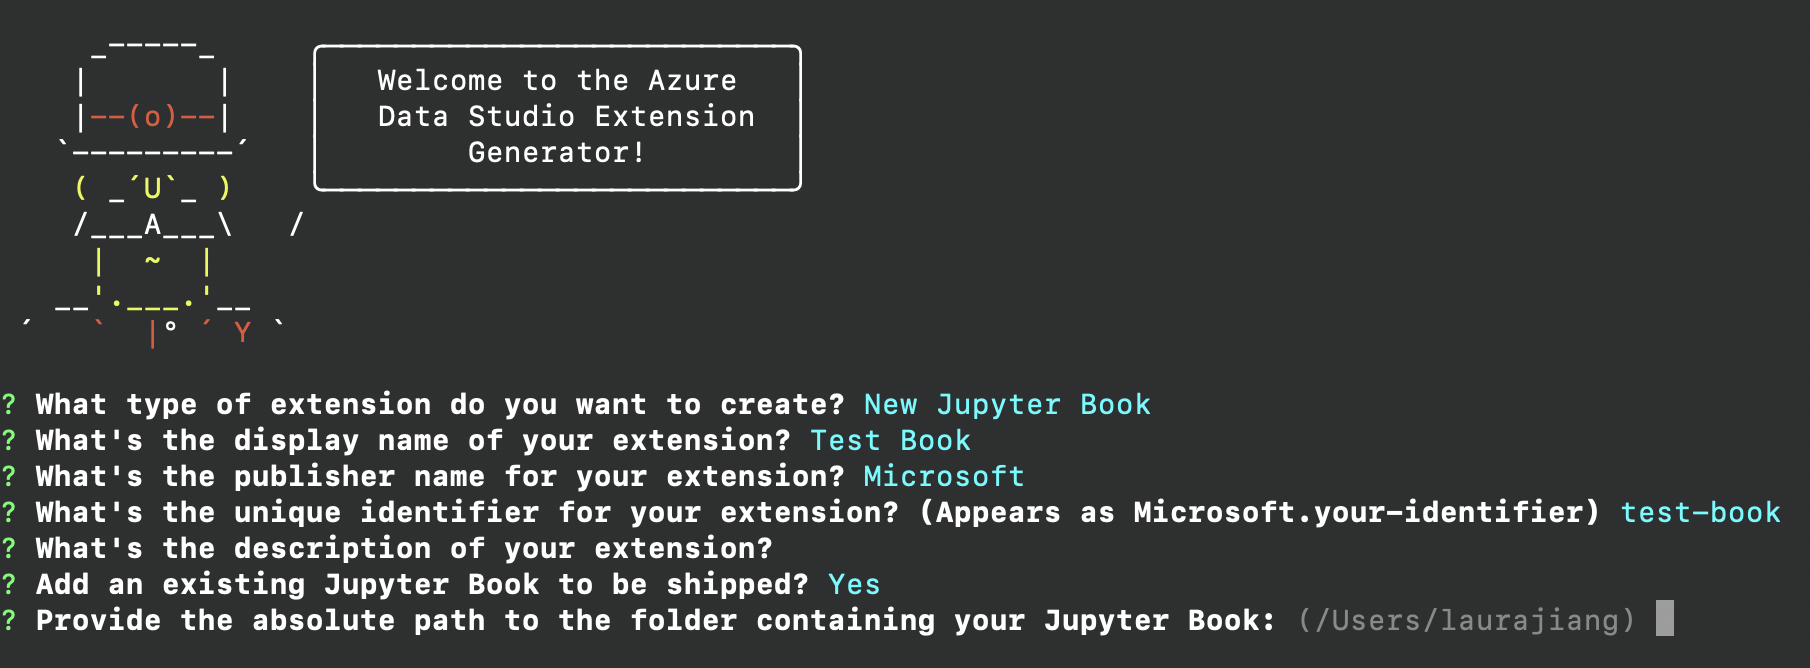 Welcome to the Azure
Data Studio Extension
Generator!
? What type of extension do you want to create? New Jupyter Book
? What's the display name of your extension? Test Book
? What's the publisher name for your extension? Microsoft
? What's the unique identifier for your extension? (Appears as Microsoft.your-identifier) test-book
? What's the description of your extension?
? Add an existing Jupyter Book to be shipped? Yes
? Provide the absolute path to the folder containing your Jupyter Book: (/Users/laurajiang)